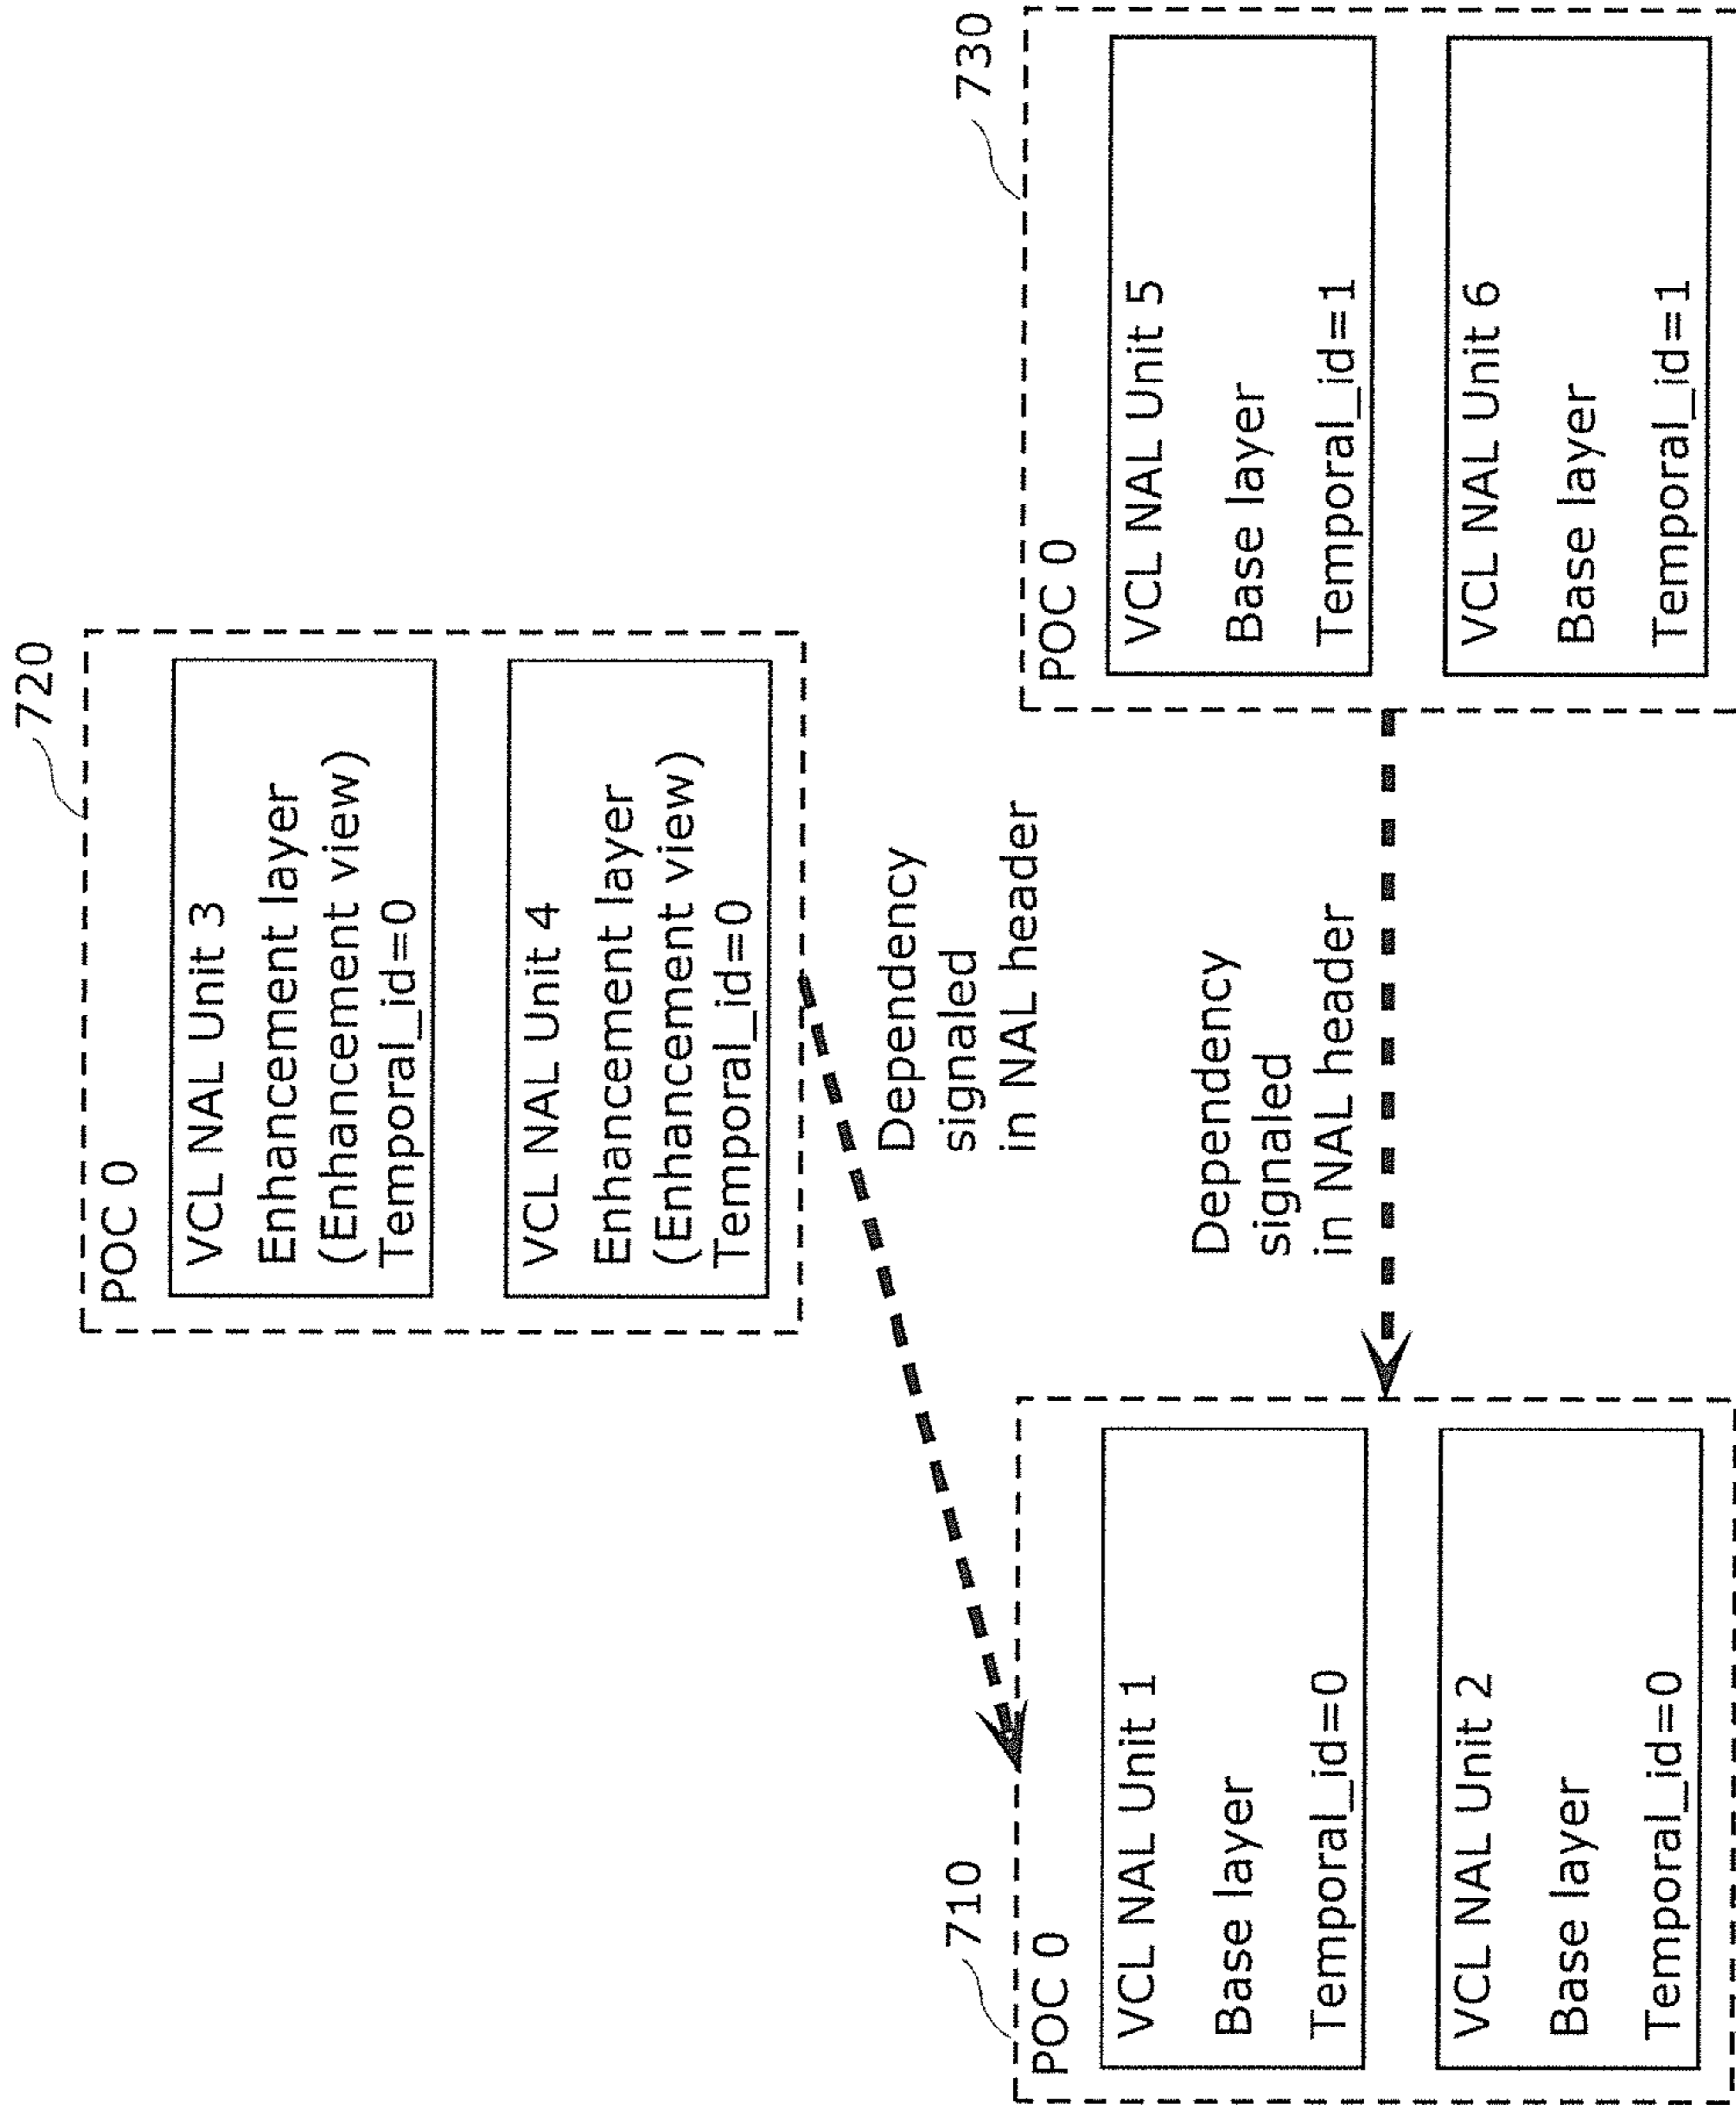 720
POC 0
VCL NAL Unit 3
Enhancement layer
(Enhancement view)
Temporal_id=0
VCL NAL Unit 4
Enhancement layer
(Enhancement view)
Temporal_id=0
Dependency
signaled
in NAL header
710
POC 0
VCL NAL Unit 1
Base layer
Temporal_id=0
VCL NAL Unit 2
Base layer
Temporal_id=0
Dependency
signaled
in NAL header
730
POC 0
VCL NAL Unit 5
Base layer
Temporal_id=1
VCL NAL Unit 6
Base layer
Temporal_id=1